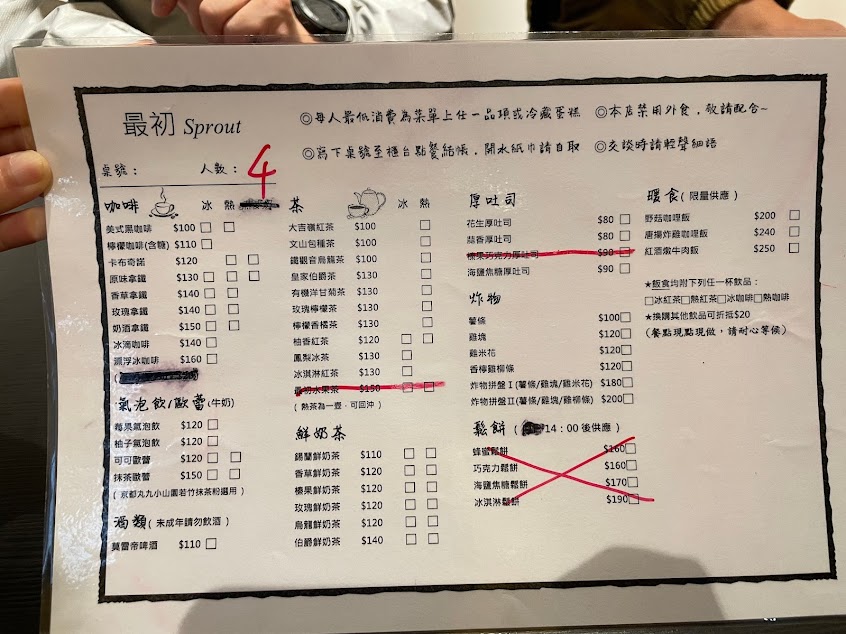 最初 Sprout
◎每人最低消費為菜單上任一品項或冷藏蛋糕 ◎本店禁用外食，敬請配合~
◎寫下桌號至櫃台點餐結帳，開水紙巾請自取 ◎交談時請輕聲細語
桌號： 人數：4
咖啡 冰 熱
美式黑咖啡 $100 □ □
檸檬咖啡(含糖) $110 □
卡布奇諾 $120 □ □
原味拿鐵 $130 □ □ □
香草拿鐵 $140 □ □
玫瑰拿鐵 $140 □ □
奶酒拿鐵 $150 □ □
冰滴咖啡 $140 □
漂浮冰咖啡 $160 □
氣泡飲/歐蕾(牛奶)
莓果氣泡飲 $120 □
柚子氣泡飲 $120 □
可可歐蕾 $120 □ □
抹茶歐蕾 $150 □ □
( 京都丸九小山園若竹抹茶粉選用 )
酒類( 未成年請勿飲酒 )
莫雷帝啤酒 $110 □
茶 冰 熱
大吉嶺紅茶 $100 □
文山包種茶 $100 □
鐵觀音烏龍茶 $100 □
皇家伯爵茶 $130 □
有機洋甘菊茶 $130 □
玫瑰檸檬茶 $130 □
檸檬香橘茶 $130 □
柚香紅茶 $130 □ □
鳳梨冰茶 $130 □
冰淇淋紅茶 $130 □
最初水果茶 $150 □ □
( 熱茶為一壺，可回沖 )
鮮奶茶
錫蘭鮮奶茶 $110 □ □
香草鮮奶茶 $120 □ □
榛果鮮奶茶 $120 □ □
玫瑰鮮奶茶 $120 □ □
烏龍鮮奶茶 $120 □ □
伯爵鮮奶茶 $140 □ □
厚吐司
花生厚吐司 $80 □
蒜香厚吐司 $80 □
榛果巧克力厚吐司 $90 □
海鹽焦糖厚吐司 $90 □
炸物
薯條 $100 □
雞塊 $120 □
雞米花 $120 □
香檸雞柳條 $120 □
炸物拼盤Ⅰ(薯條/雞塊/雞米花) $180 □
炸物拼盤Ⅱ(薯條/雞塊/雞柳條) $200 □
鬆餅 ( 14：00 後供應 )
蜂蜜鬆餅 $160 □
巧克力鬆餅 $160 □
海鹽焦糖鬆餅 $170 □
冰淇淋鬆餅 $190 □
暖食( 限量供應 )
野菇咖哩飯 $200 □
唐揚炸雞咖哩飯 $240 □
紅酒燉牛肉飯 $250 □
★飯食均附下列任一杯飲品：
□冰紅茶□熱紅茶□冰咖啡□熱咖啡
★換購其他飲品可折抵$20
(餐點現點現做，請耐心等候)